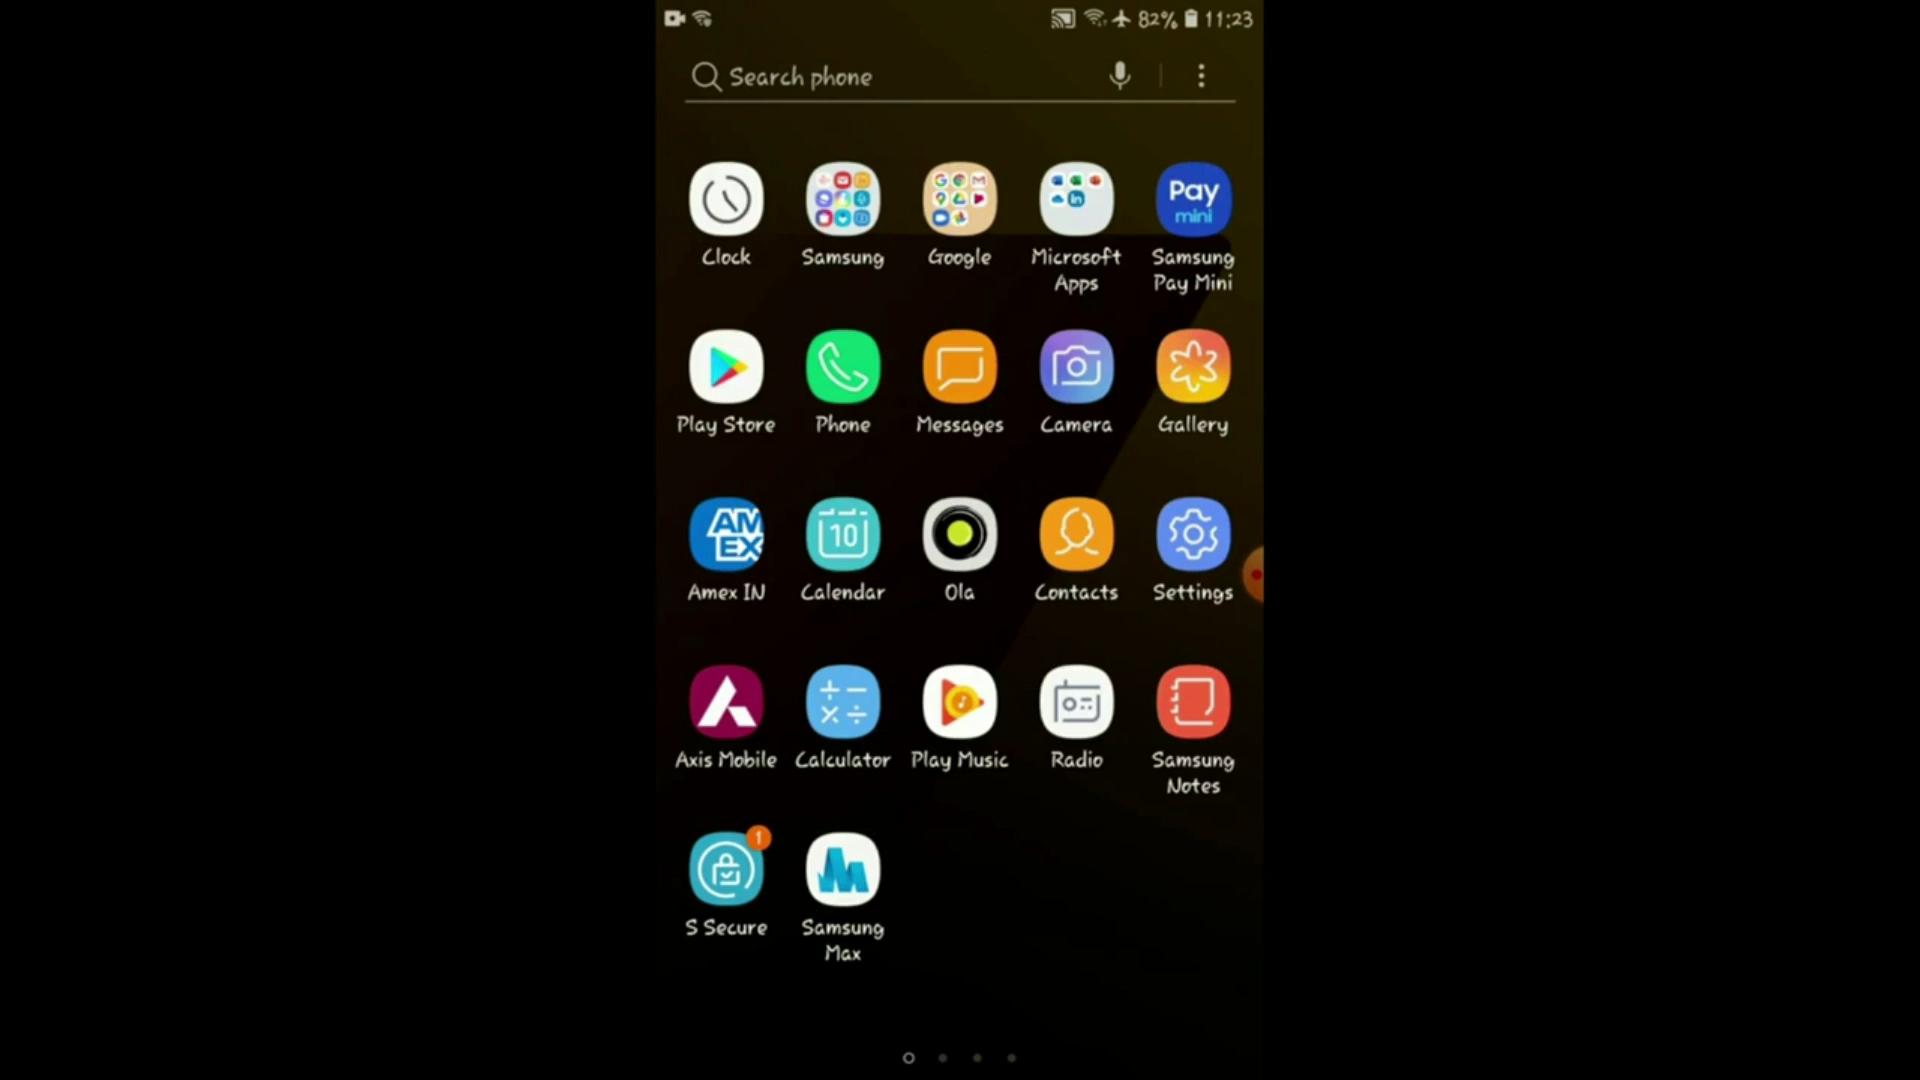 82% 11:23
Search phone
Pay
mini
Clock Samsung Google Microsoft Samsung
Apps Pay Mini
Play Store Phone Messages Camera Gallery
AM
EX
10
Amex IN Calendar Ola Contacts Settings
Axis Mobile Calculator Play Music Radio Samsung
Notes
1
S Secure Samsung
Max